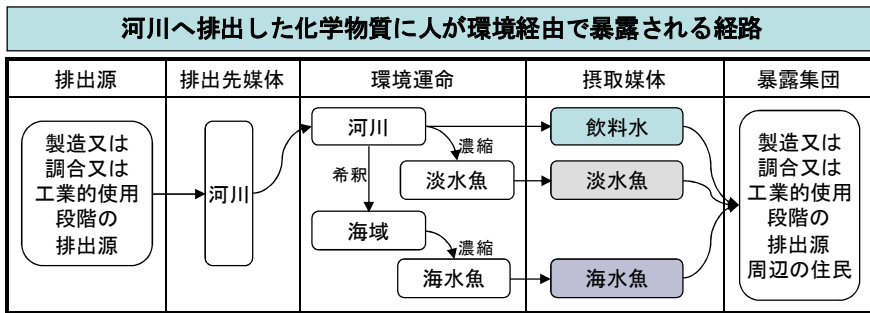 河川へ排出した化学物質に人が環境経由で暴露される経路
排出源
排出先媒体
環境運命
摂取媒体
暴露集団
製造又は
調合又は
工業的使用
段階の
排出源
河川
河川
濃縮
淡水魚
希釈
海域
濃縮
海水魚
飲料水
淡水魚
海水魚
製造又は
調合又は
工業的使用
段階の
排出源
周辺の住民